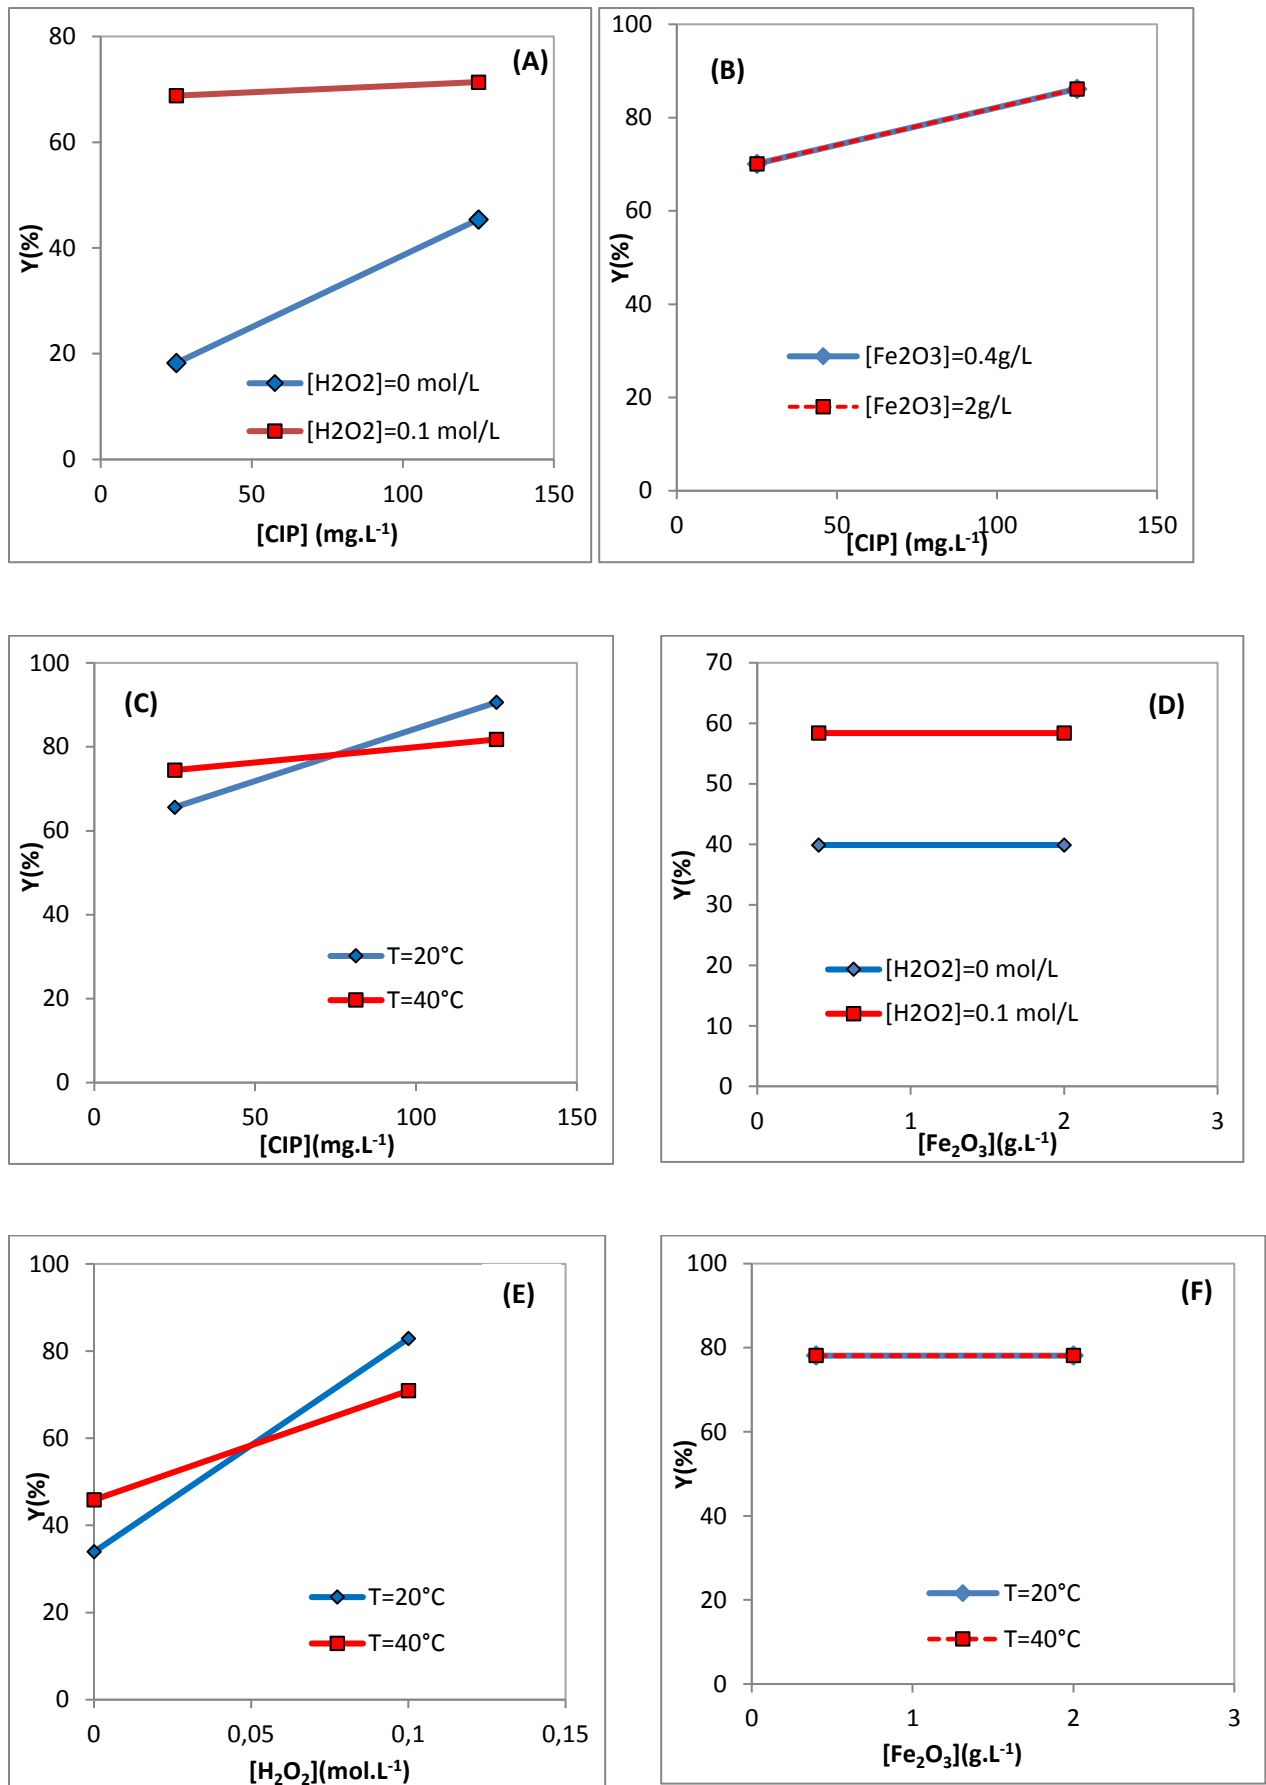 (A)
80
60
40
20
0
Y(%)
[H2O2]=0 mol/L
[H2O2]=0.1 mol/L
0 50 100 150
[CIP] (mg.L-1)
(B)
100
80
60
40
20
0
Y(%)
[Fe2O3]=0.4g/L
[Fe2O3]=2g/L
0 50 100 150
[CIP] (mg.L-1)
(C)
100
80
60
40
20
0
Y(%)
T=20°C
T=40°C
0 50 100 150
[CIP](mg.L-1)
(D)
70
60
50
40
30
20
10
0
Y(%)
[H2O2]=0 mol/L
[H2O2]=0.1 mol/L
0 1 2 3
[Fe2O3](g.L-1)
(E)
100
80
60
40
20
0
Y(%)
T=20°C
T=40°C
0 0,05 0,1 0,15
[H2O2](mol.L-1)
(F)
100
80
60
40
20
0
Y(%)
T=20°C
T=40°C
0 1 2 3
[Fe2O3](g.L-1)